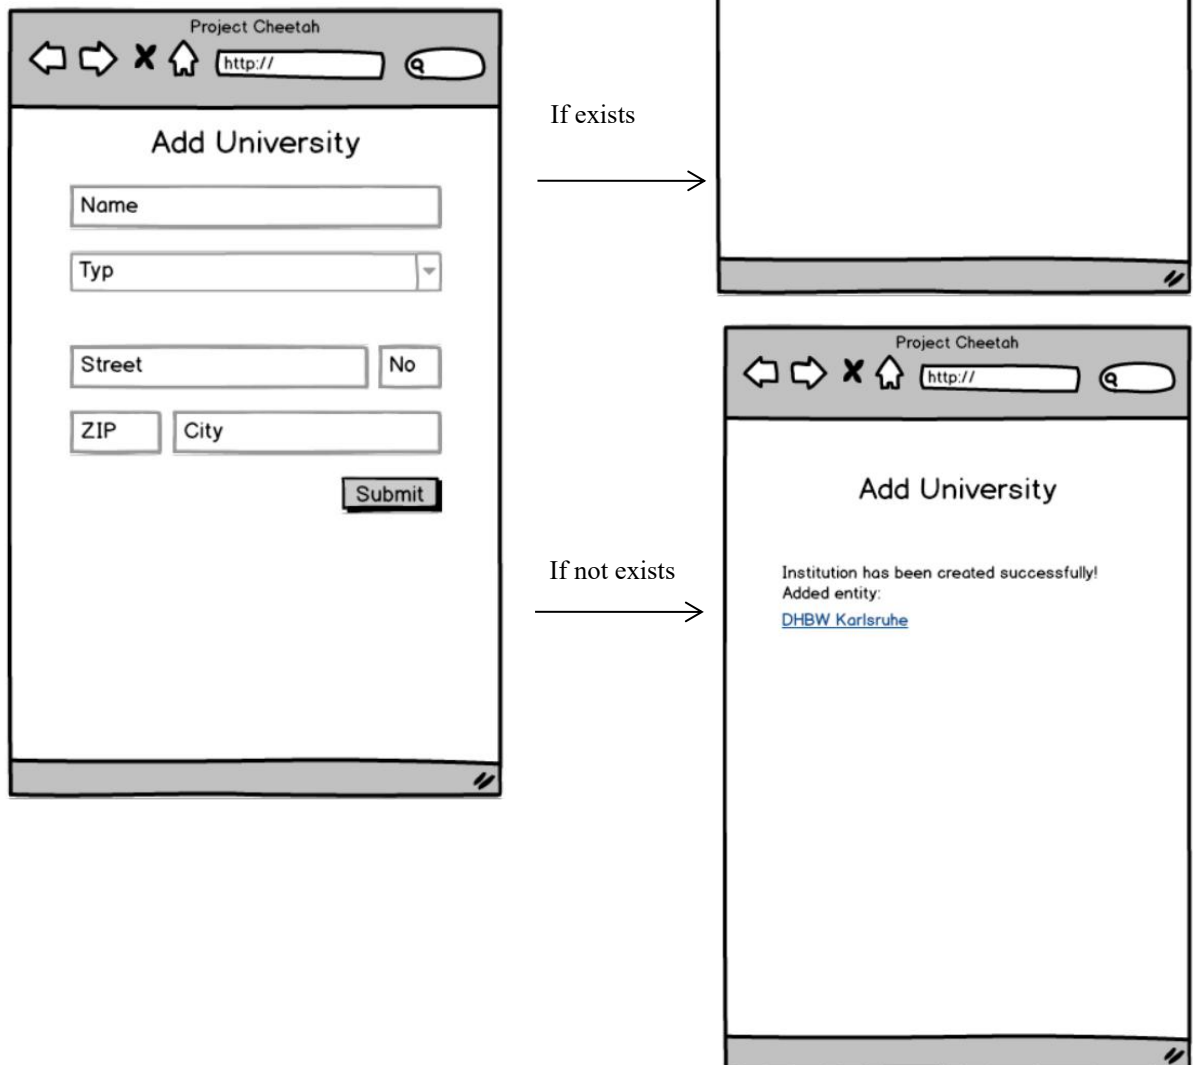 Project Cheetah
http://
Add University
Name
Typ
Street
No
ZIP
City
Submit
If exists
If not exists
Project Cheetah
http://
Add University
Institution has been created successfully!
Added entity:
DHBW Karlsruhe